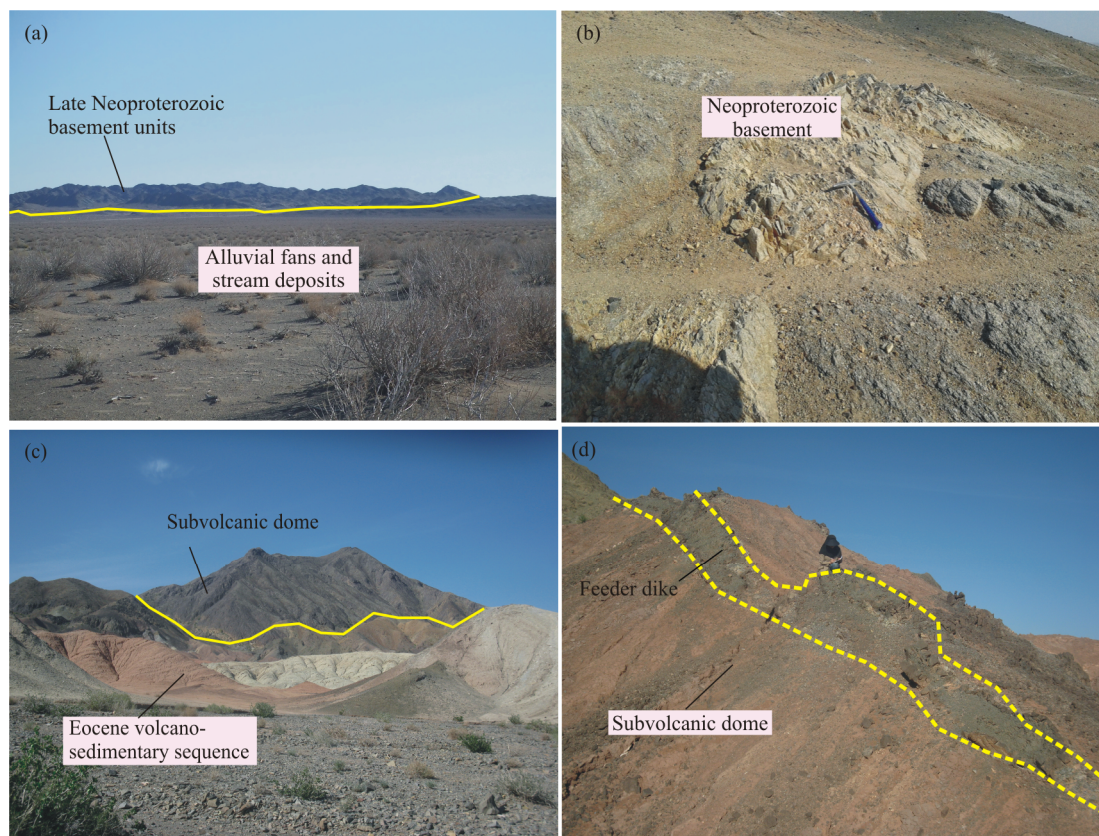 (a)
Late Neoproterozoic
basement units
Alluvial fans and
stream deposits
(b)
Neoproterozoic
basement
(c)
Subvolcanic dome
Eocene volcano-
sedimentary sequence
(d)
Feeder dike
Subvolcanic dome